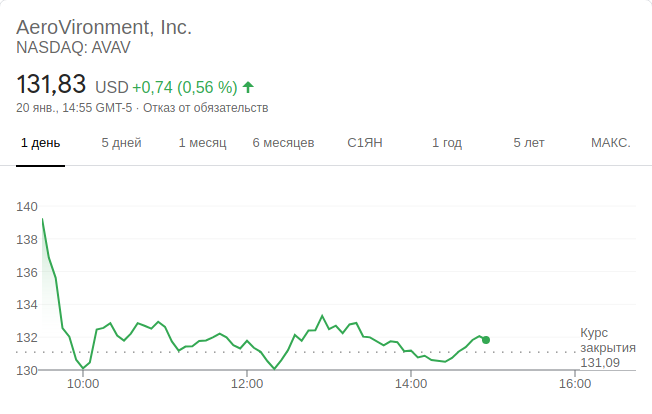 AeroVironment, Inc.
NASDAQ: AVAV
131,83 USD +0,74 (0,56 %)
20 янв., 14:55 GMT-5 · Отказ от обязательств
1 день 5 дней 1 месяц 6 месяцев С1ЯН 1 год 5 лет МАКС.
140
138
136
134
132
130
Курс
закрытия
131,09
10:00 12:00 14:00 16:00